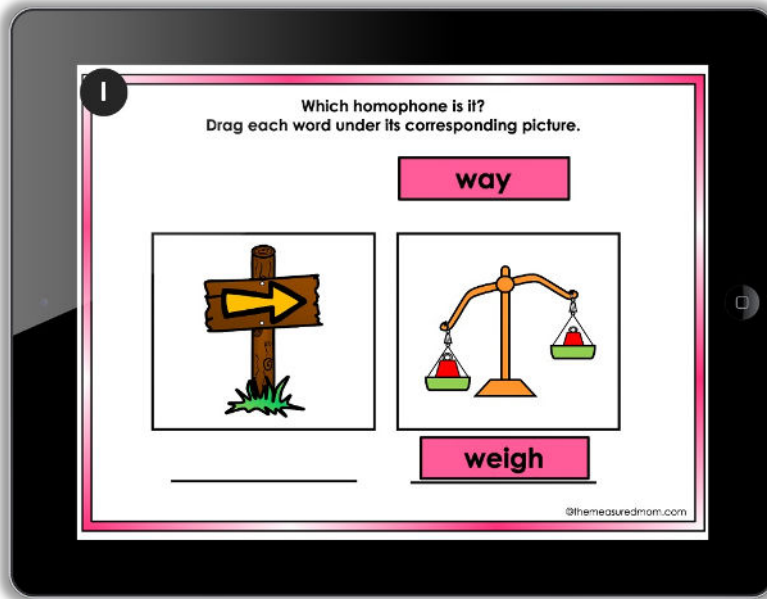 1
Which homophone is it?
Drag each word under its corresponding picture.
way
weigh
©themeasuredmom.com